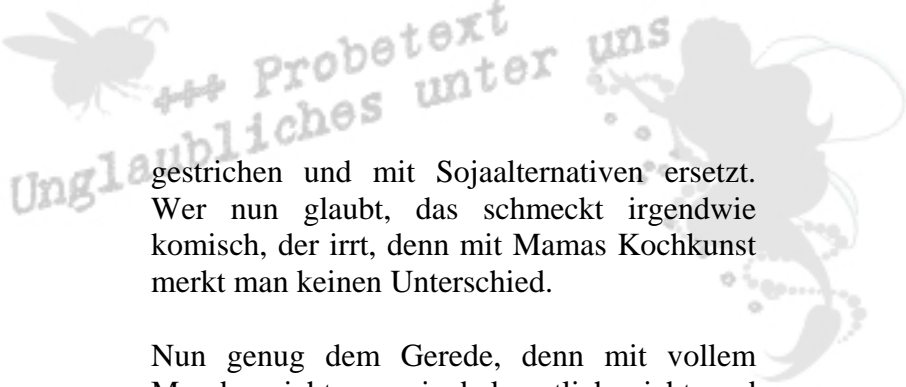 +++ Probetext
Unglaubliches unter uns
gestrichen und mit Sojaalternativen ersetzt.
Wer nun glaubt, das schmeckt irgendwie
komisch, der irrt, denn mit Mamas Kochkunst
merkt man keinen Unterschied.
Nun genug dem Gerede, denn mit vollem